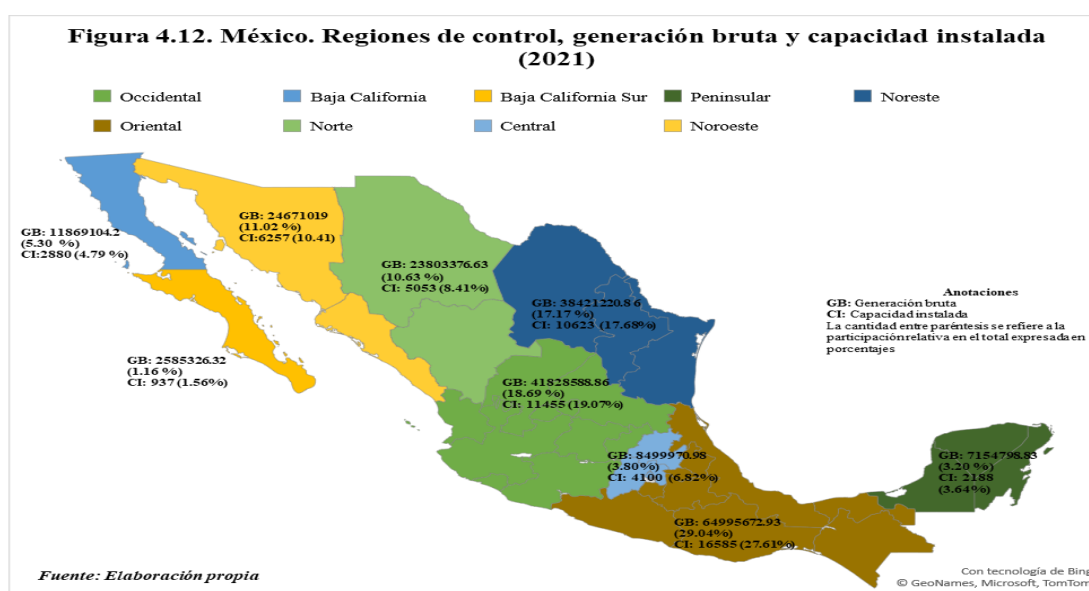 Figura 4.12. México. Regiones de control, generación bruta y capacidad instalada
(2021)
Occidental
Baja California
Baja California Sur
Peninsular
Noreste
Oriental
Norte
Central
Noroeste
GB: 11869104.2
(5.30 %)
CI:2880 (4.79 %)
GB: 24671019
(11.02 %)
CI:6257 (10.41)
GB: 23803376.63
(10.63 %)
CI: 5053 (8.41%)
GB: 38421220.86
(17.17 %)
CI: 10623 (17.68%)
Anotaciones
GB: Generación bruta
CI: Capacidad instalada
La cantidad entre paréntesis se refiere a la
participación relativa en el total expresada en
porcentajes
GB: 2585326.32
(1.16 %)
CI: 937 (1.56%)
GB: 41828588.86
(18.69 %)
CI: 11455 (19.07%)
GB: 8499970.98
(3.80%)
CI: 4100 (6.82%)
GB: 7154798.83
(3.20 %)
CI: 2188
(3.64%)
GB: 64995672.93
(29.04%)
CI: 16585 (27.61%)
Fuente: Elaboración propia
Con tecnología de Bing
© GeoNames, Microsoft, TomTom